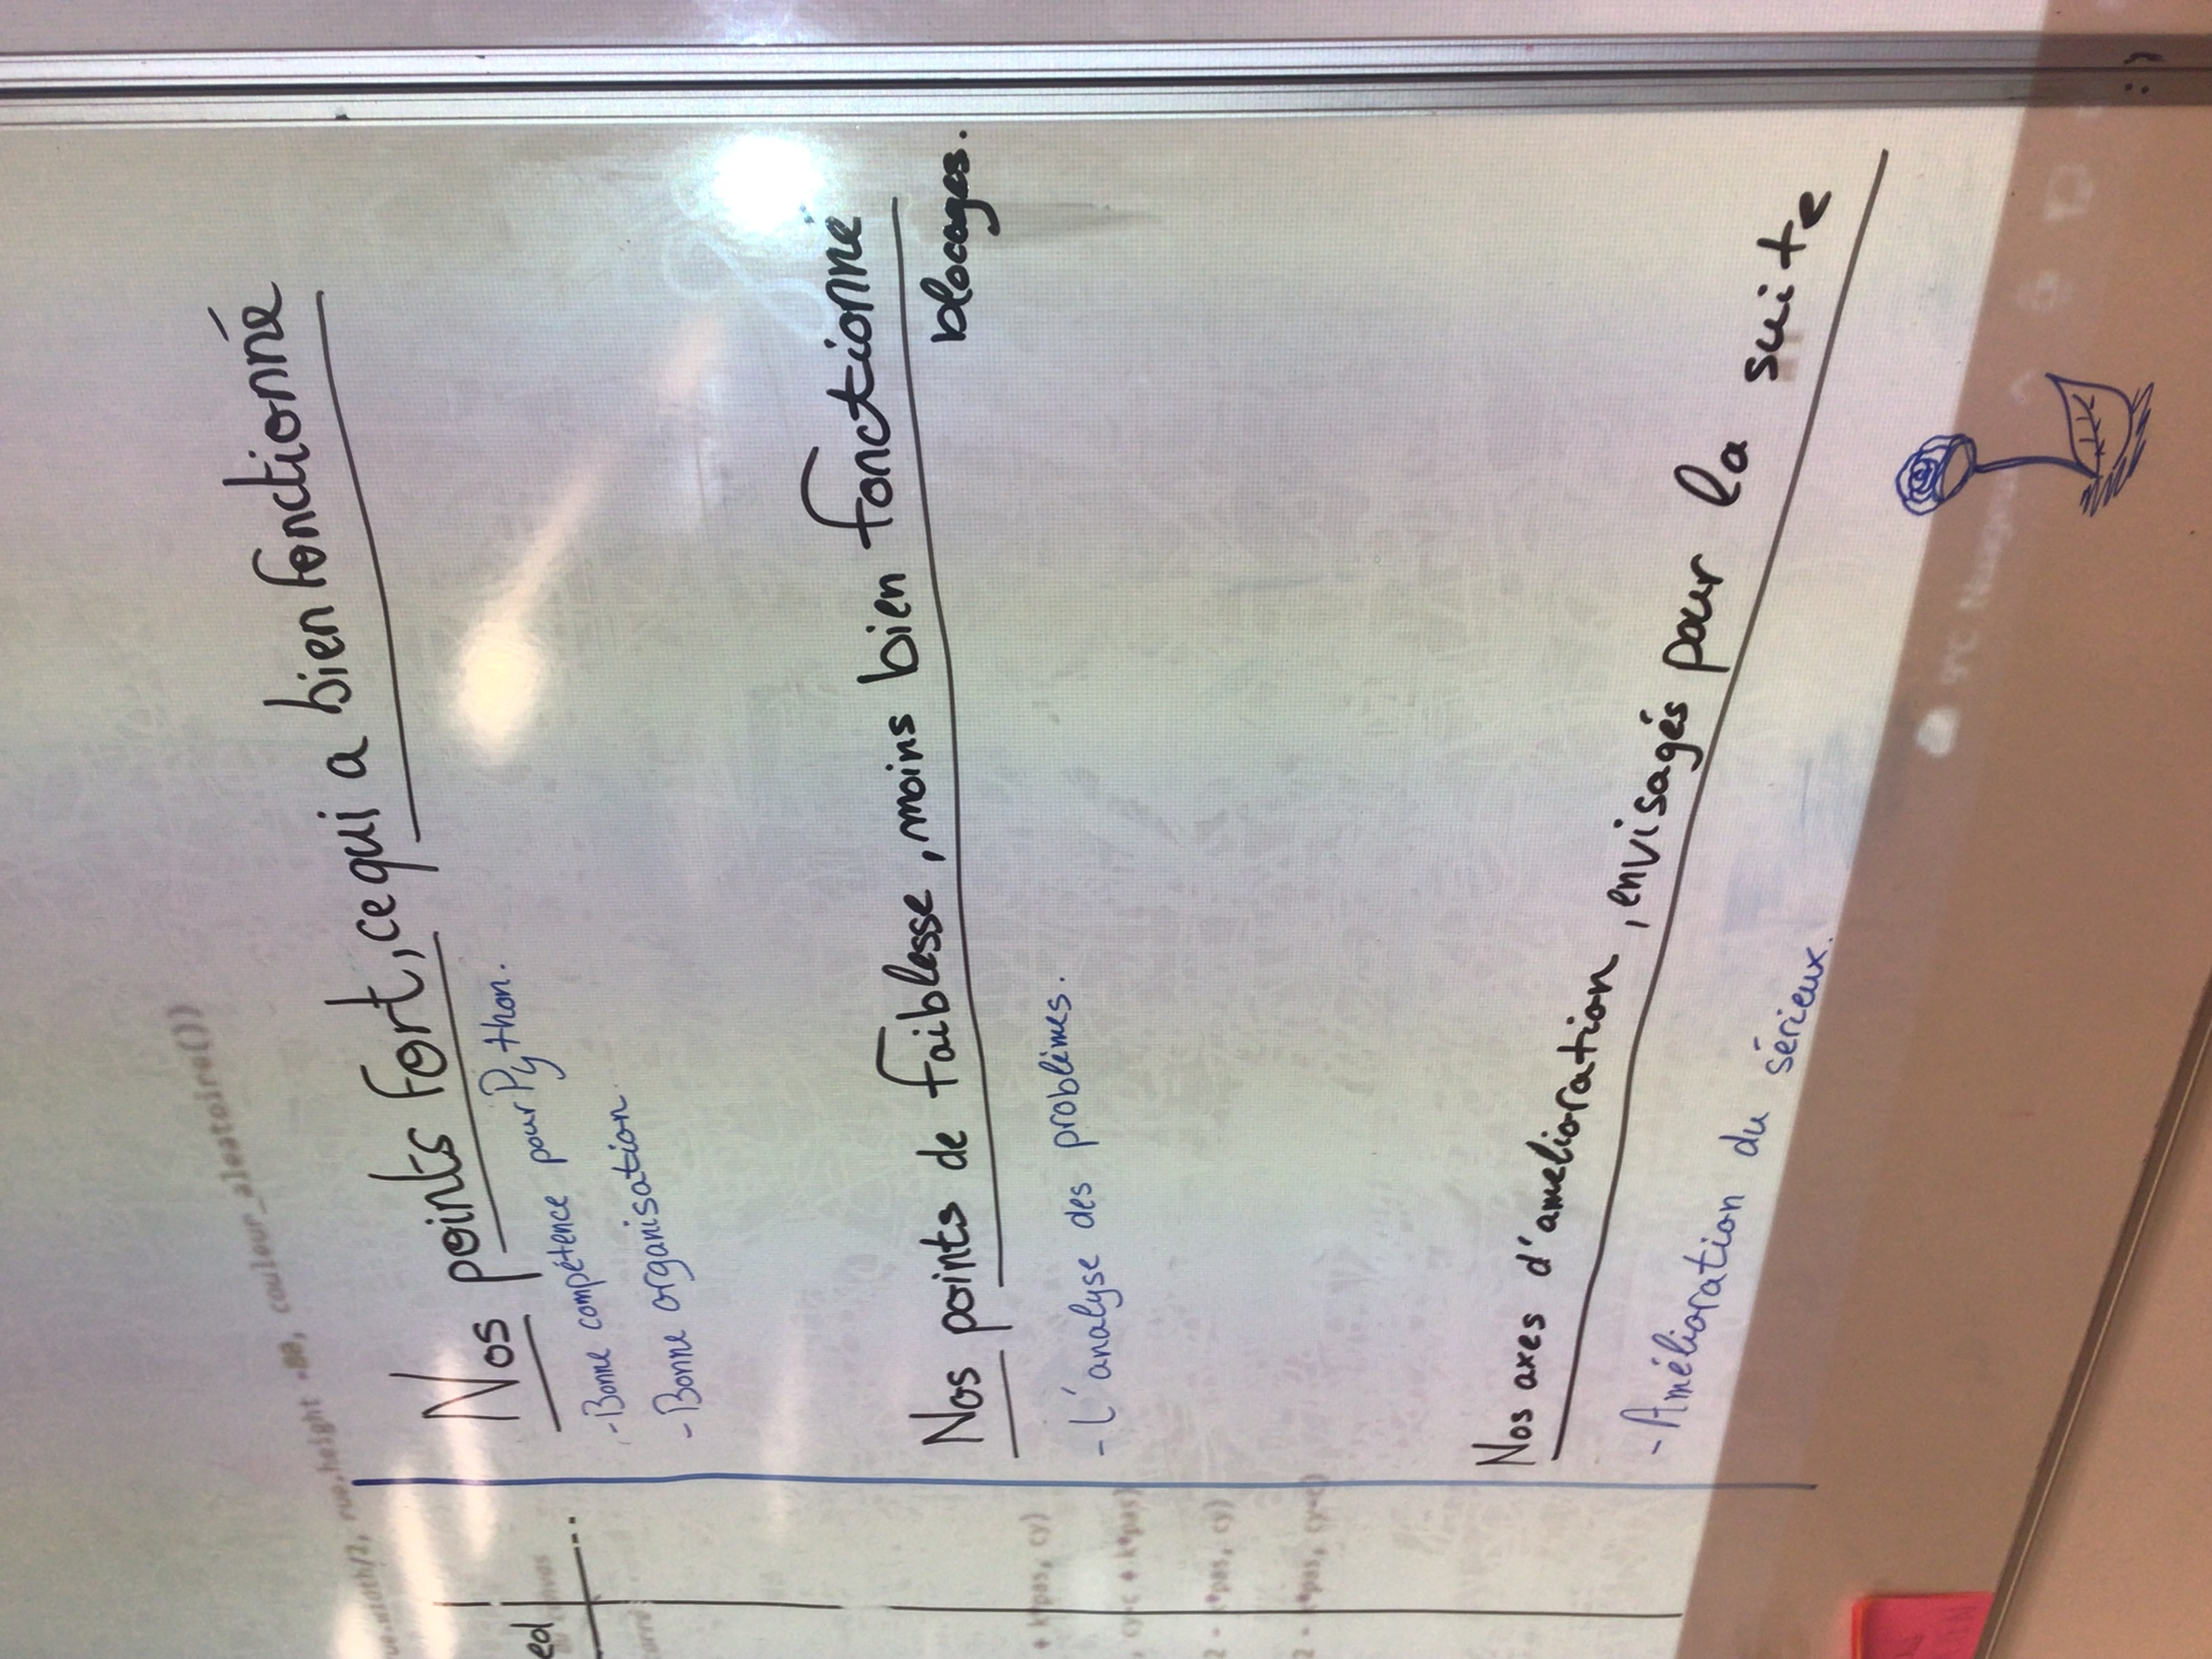 rue.width/2, rue.height -80, couleur_aleatoire())
Nos points fort, ce qui a bien fonctionné
- Bonne compétence pour Python.
- Bonne organisation
ed
canvas
carré
Nos points de faiblesse, moins bien fonctionné
blocages.
- L'analyse des problèmes.
+ k*pas, cy)
, cy-c + k*pas)
2 - k*pas, cy)
2 - k*pas, cy-c)
Nos axes d'amelioration, envisagés pour la suite
- Amélioration du sérieux.
9°C